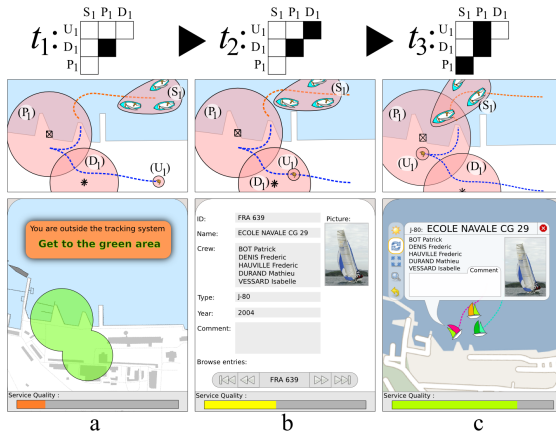 S1 P1 D1
t1:
U1
D1
P1
S1 P1 D1
t2:
U1
D1
P1
S1 P1 D1
t3:
U1
D1
P1
(S1)
(P1)
(D1)
(U1)
(S1)
(P1)
(D1)
(U1)
(S1)
(P1)
(U1)
(D1)
You are outside the tracking system
Get to the green area
Service Quality :
a
ID: FRA 639 Picture:
Name: ECOLE NAVALE CG 29
Crew: BOT Patrick
DENIS Frederic
HAUVILLE Frederic
DURAND Mathieu
VESSARD Isabelle
Type: J-80
Year: 2004
Comment:
Browse entries:
FRA 639
Service Quality :
b
J-80: ECOLE NAVALE CG 29
BOT Patrick
DENIS Frederic
HAUVILLE Frederic
DURAND Mathieu
VESSARD Isabelle
Comment
Service Quality :
c